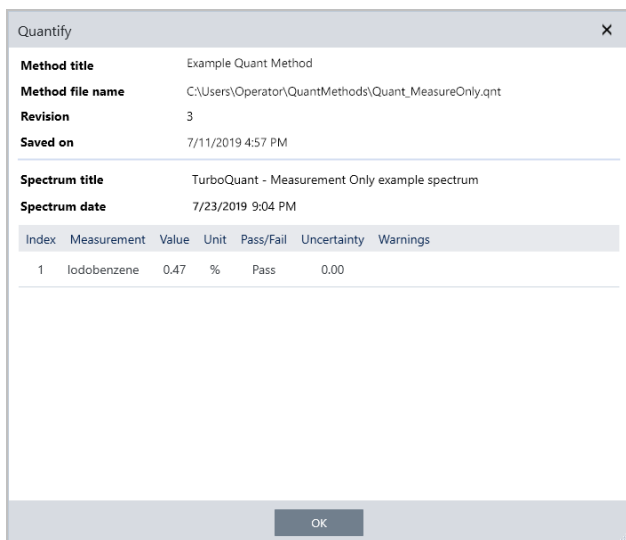 Quantify
Method title Example Quant Method
Method file name C:\Users\Operator\QuantMethods\Quant_MeasureOnly.qnt
Revision 3
Saved on 7/11/2019 4:57 PM
Spectrum title TurboQuant - Measurement Only example spectrum
Spectrum date 7/23/2019 9:04 PM
Index Measurement Value Unit Pass/Fail Uncertainty Warnings
1 Iodobenzene 0.47 % Pass 0.00
OK